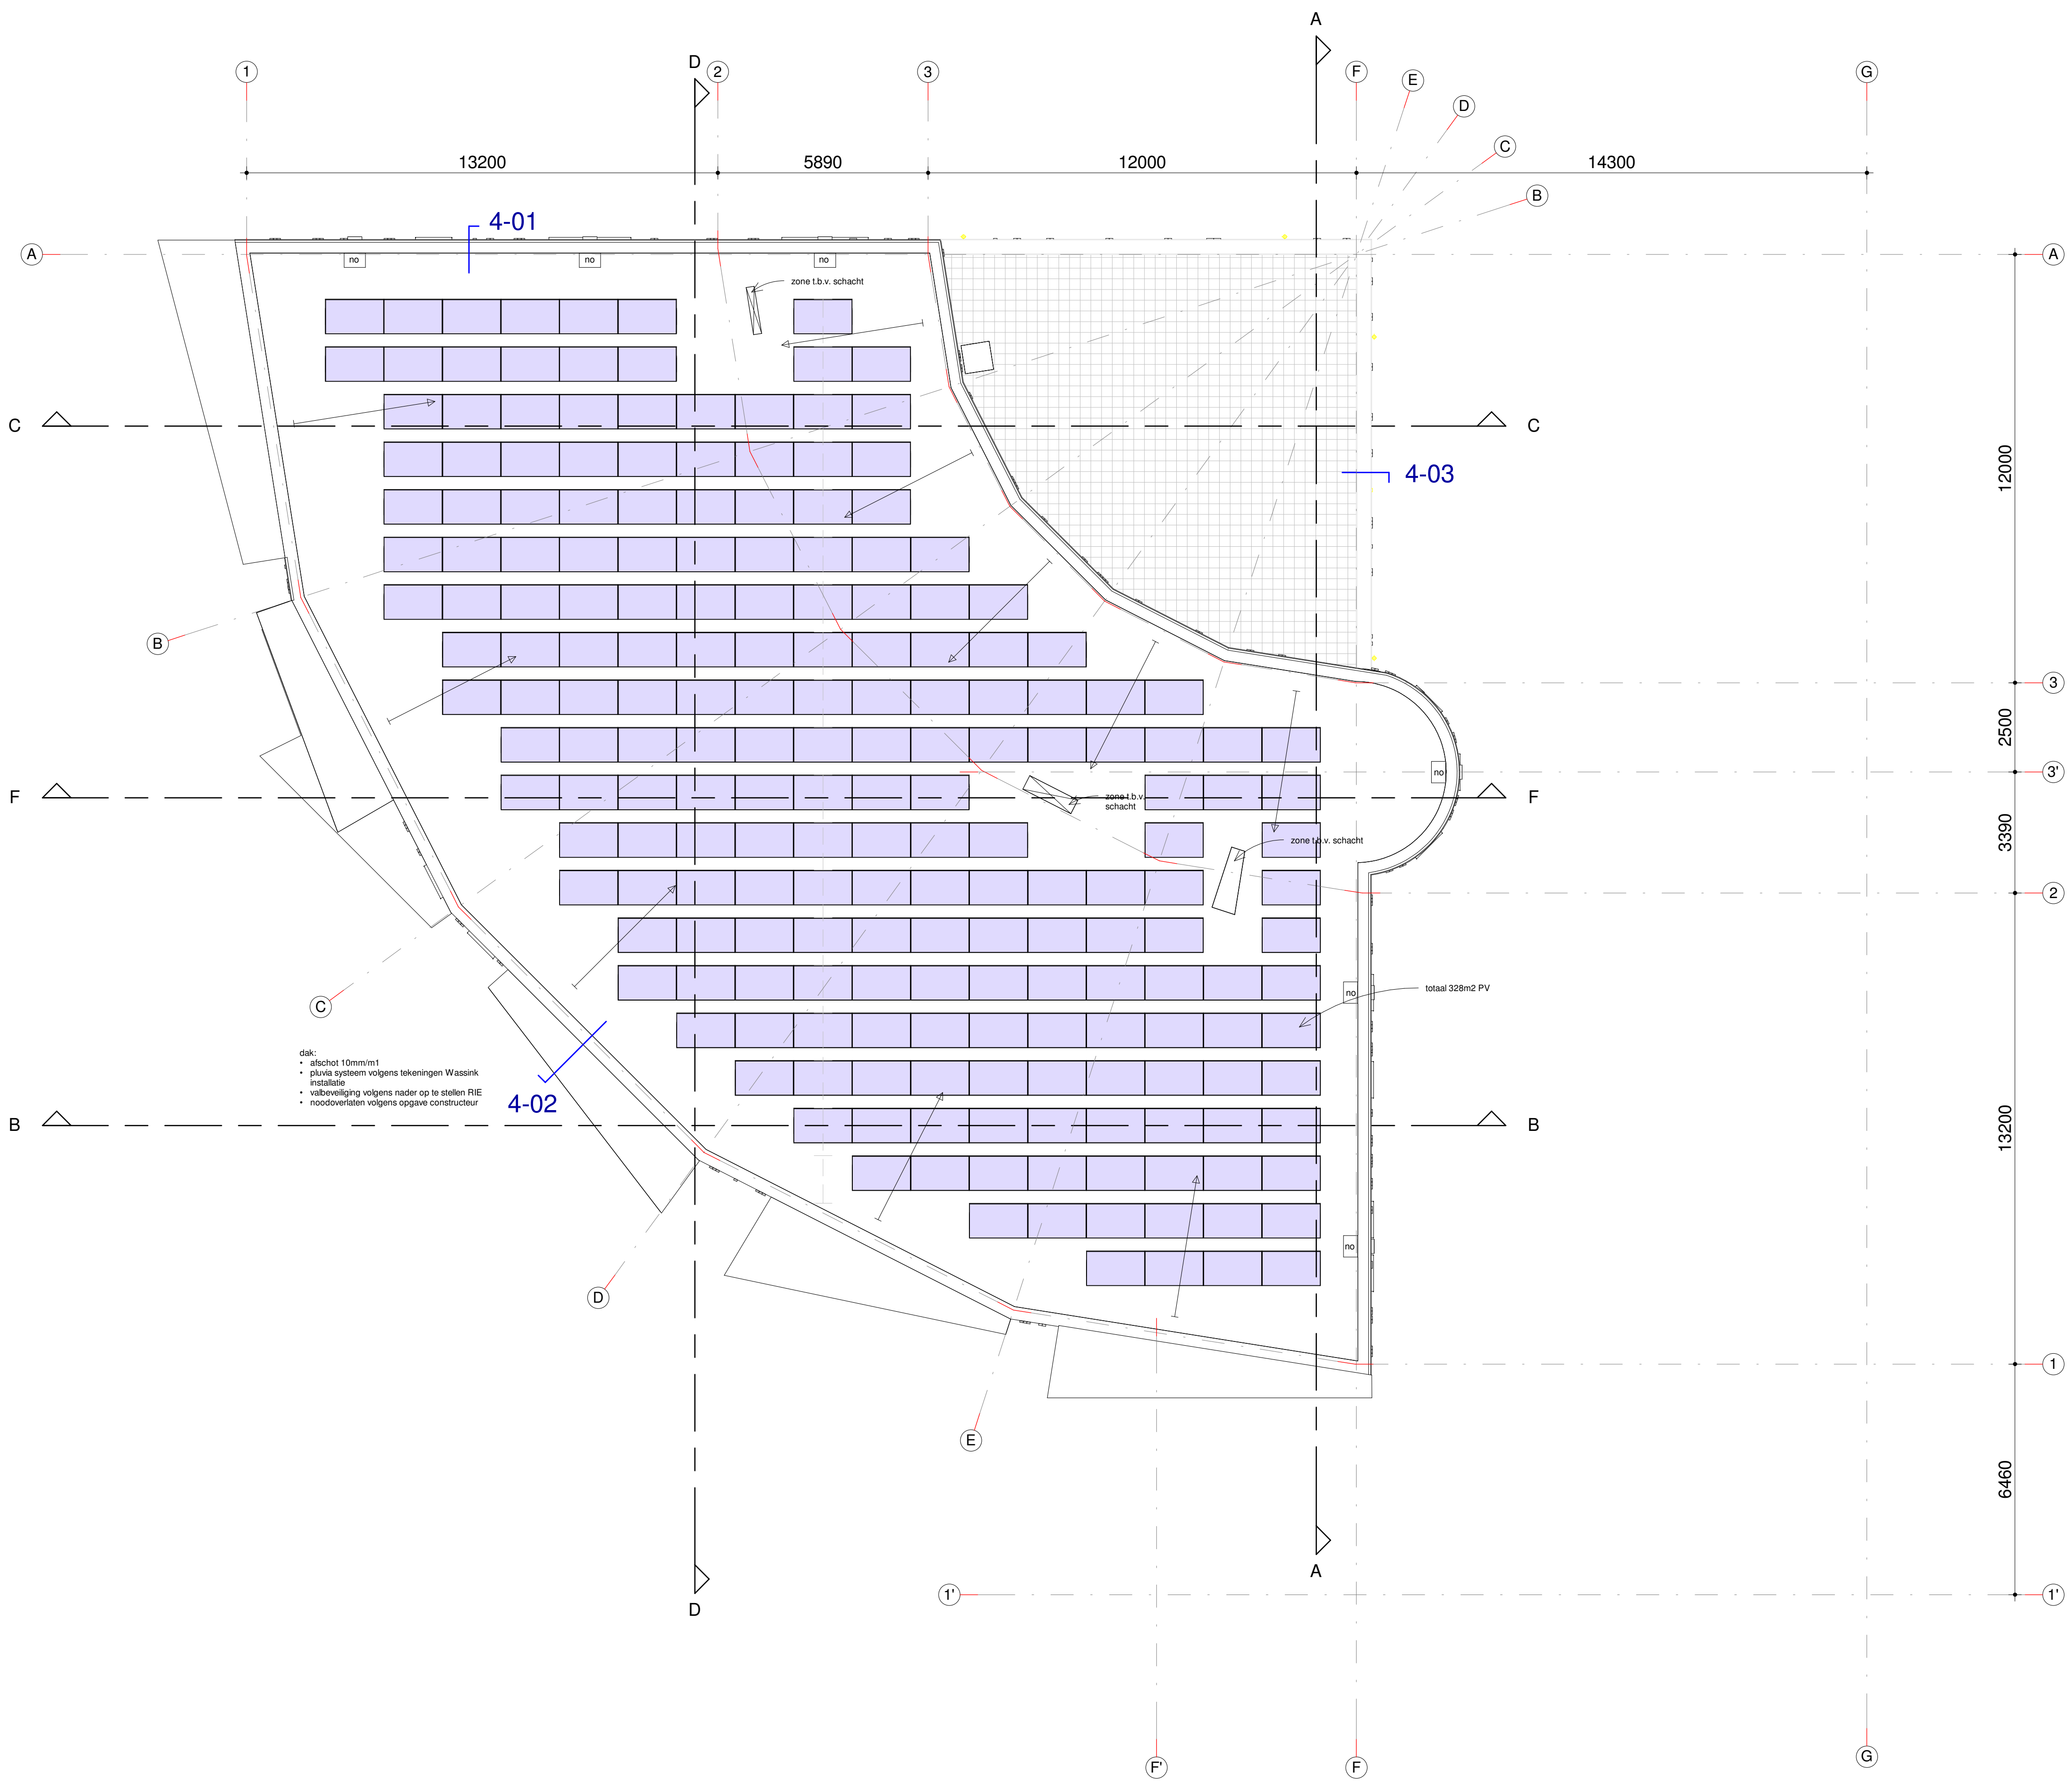 A
D
1
2
3
F
E
G
D
C
B
13200
5890
12000
14300
4-01
A
no
no
no
A
zone t.b.v. schacht
C
C
4-03
12000
B
3
2500
no
3'
F
zone t.b.v.
schacht
F
3390
zone t.b.v. schacht
2
totaal 328m2 PV
no
C
dak:
• afschot 10mm/m1
• pluvia systeem volgens tekeningen Wassink
installatie
• valbeveiliging volgens nader op te stellen RIE
• noodoverlaten volgens opgave constructeur
4-02
B
B
13200
no
D
1
E
6460
A
D
1'
1'
F'
F
G